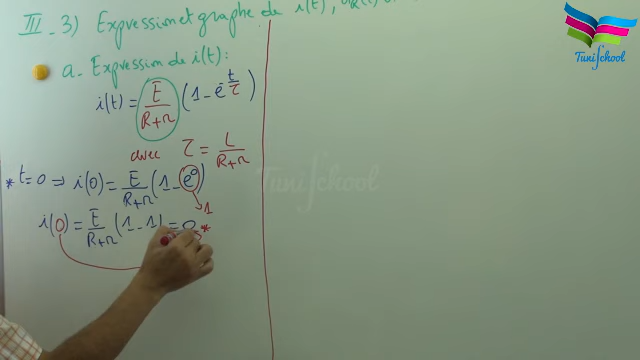 III - 3) Expression et graphe de i(t), uR(t)
a. Expression de i(t):
i(t) = E/(R+r) (1 - e^(-t/τ))
avec τ = L/(R+r)
* t=0 ⇒ i(0) = E/(R+r) (1 - e^0)
1
i(0) = E/(R+r) (1 - 1) = 0 *
TuniSchool
TuniSchool